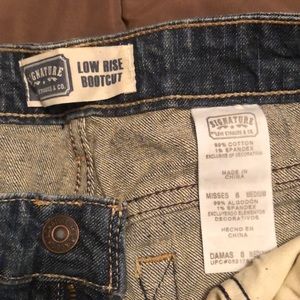 SIGNATURE
LEVI STRAUSS & CO.
LOW RISE
BOOTCUT
SIGNATURE
LEVI STRAUSS & CO.
99% COTTON
1% SPANDEX
EXCLUSIVE OF DECORATION
MADE IN
CHINA
MISSES 8 MEDIUM
99% ALGODÓN
1% SPANDEX
EXCLUYENDO ELEMENTOS
DECORATIVOS
HECHO EN
CHINA
DAMAS 8
UPC#